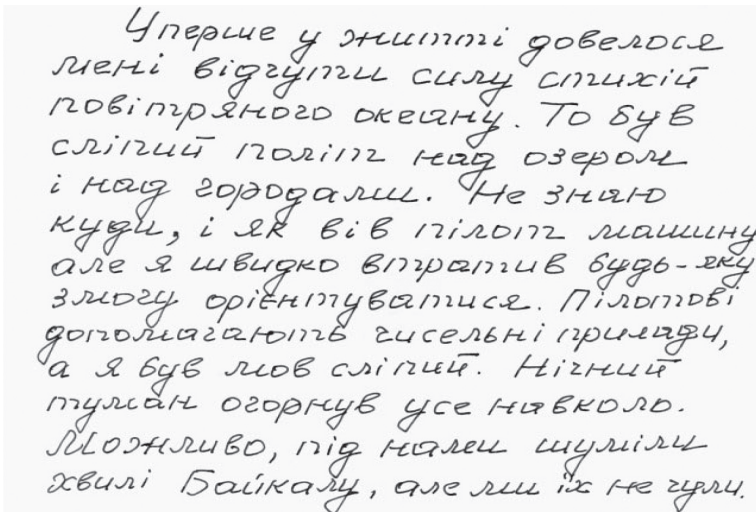 Уперше у житті довелося
мені відчути силу стихій
повітряного океану. То був
сліпий політ над озером
і над городами. Не знаю
куди, і як вів пілот машину
але я швидко втратив будь-яку
змогу орієнтуватися. Пілотові
допомагають чисельні прилади,
а я був мов сліпий. Нічний
туман огорнув усе навколо.
Можливо, під нами шуміли
хвилі Байкалу, але ми їх не чули.